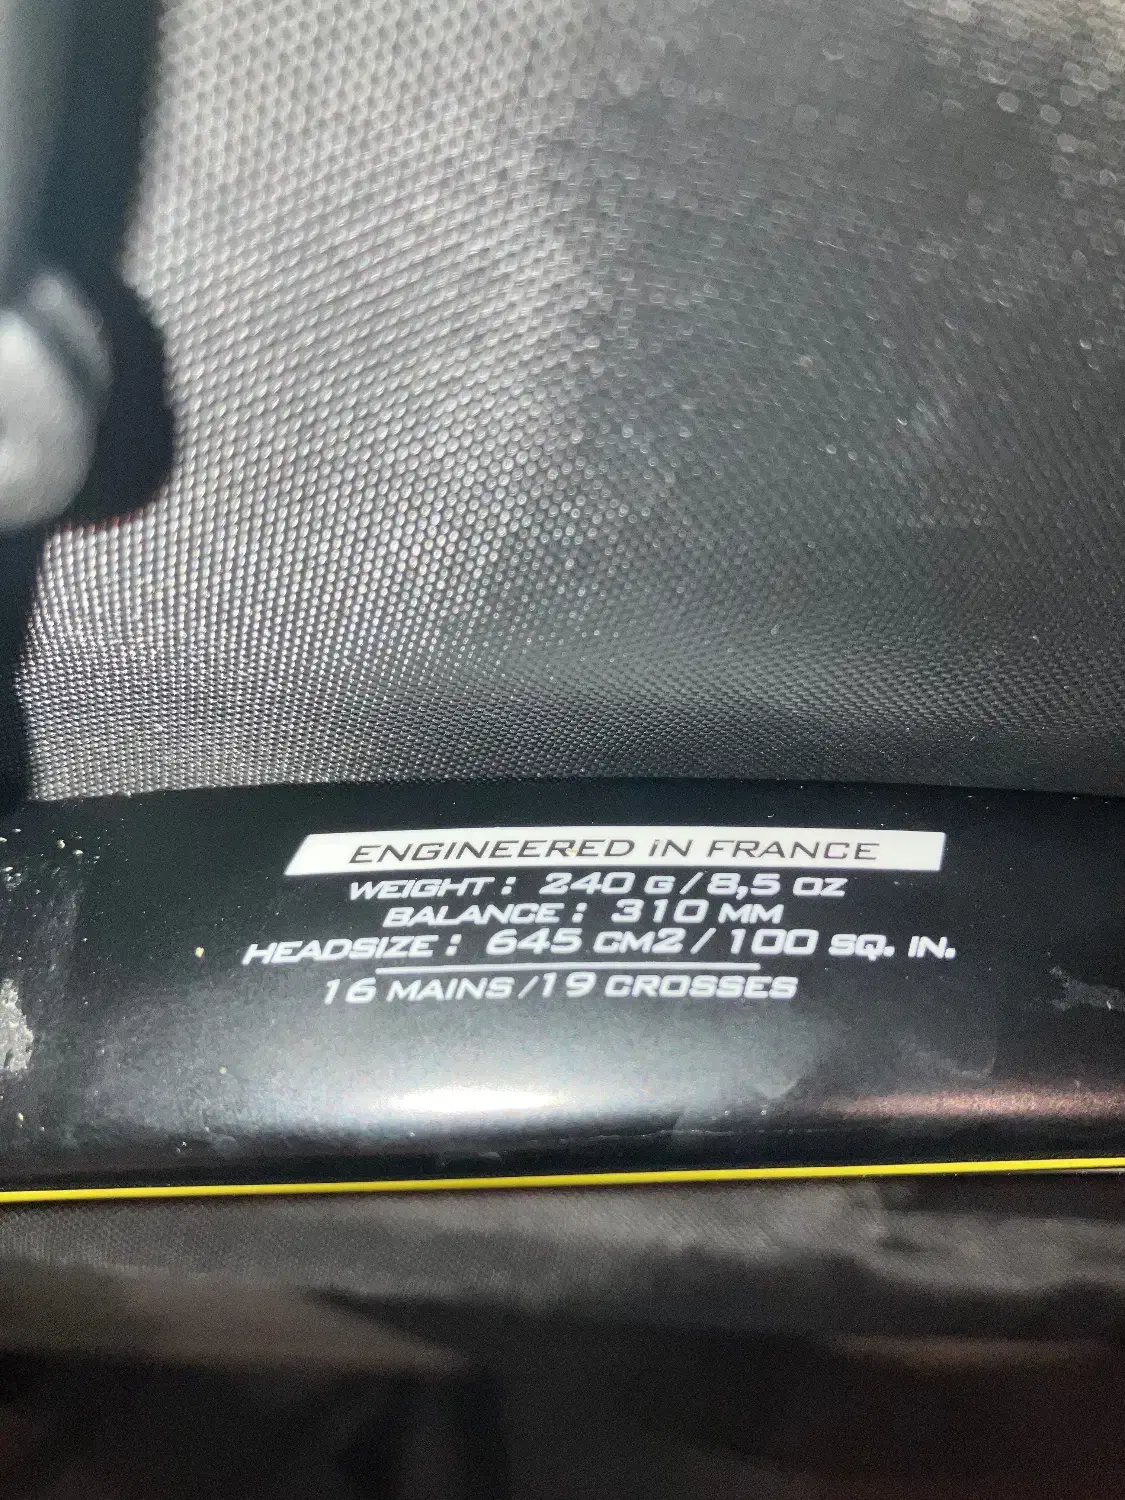 ENGINEERED iN FRANCE
WEIGHT : 240 G / 8,5 OZ
BALANCE : 310 MM
HEADSIZE : 645 CM2 / 100 SQ. IN.
16 MAINS /19 CROSSES